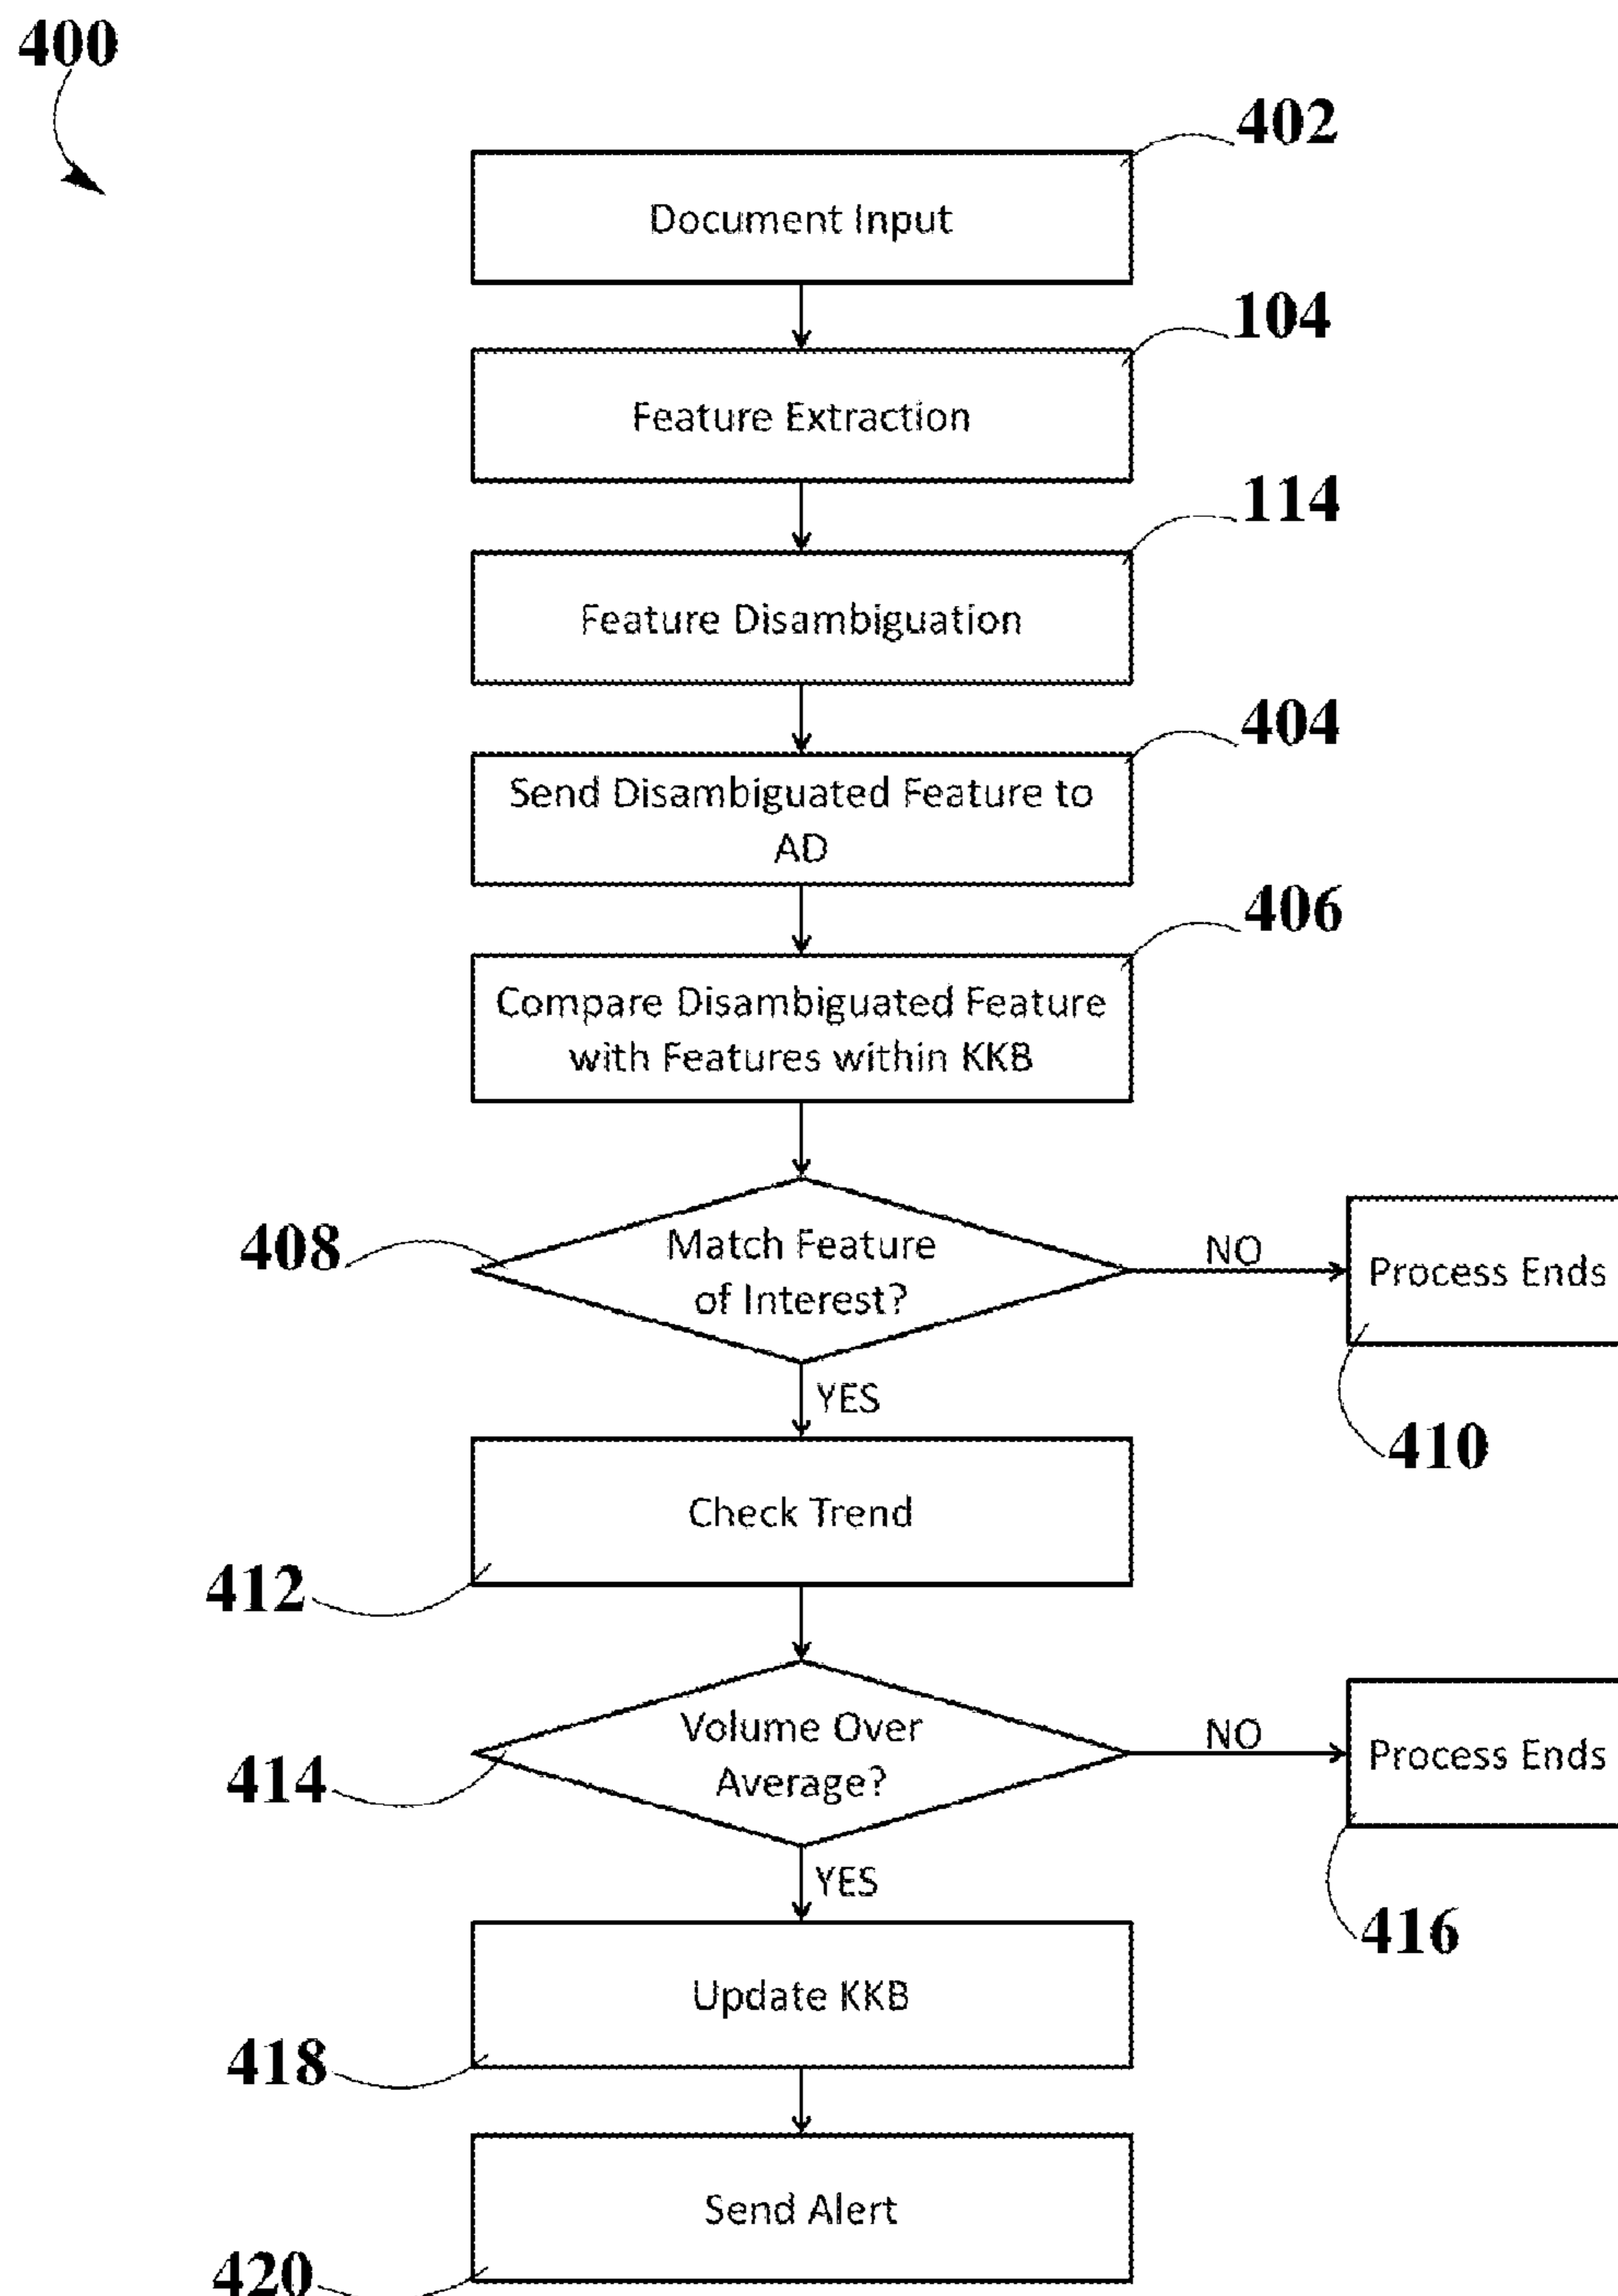 400
402
Document Input
104
Feature Extraction
114
Feature Disambiguation
404
Send Disambiguated Feature to
AD
406
Compare Disambiguated Feature
with Features within KKB
408
Match Feature
of Interest?
NO
Process Ends
410
YES
Check Trend
412
Volume Over
Average?
NO
Process Ends
414
416
YES
Update KKB
418
Send Alert
420